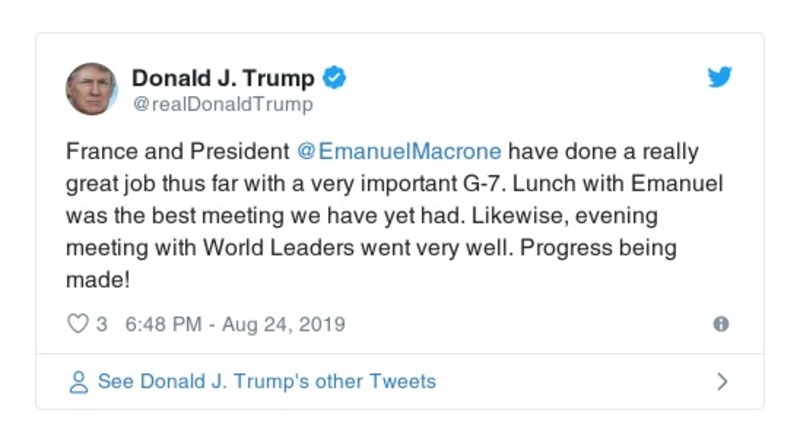 Donald J. Trump
@realDonaldTrump
France and President @EmanuelMacrone have done a really
great job thus far with a very important G-7. Lunch with Emanuel
was the best meeting we have yet had. Likewise, evening
meeting with World Leaders went very well. Progress being
made!
3 6:48 PM - Aug 24, 2019
See Donald J. Trump's other Tweets